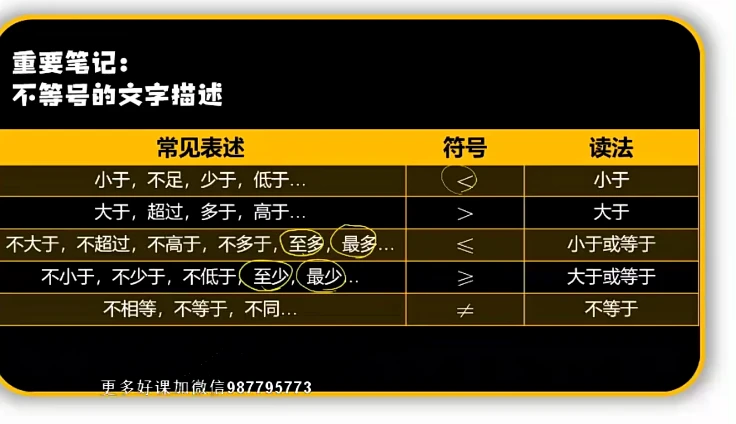 重要笔记：
不等号的文字描述
常见表述 符号 读法
小于，不足，少于，低于... < 小于
大于，超过，多于，高于... > 大于
不大于，不超过，不高于，不多于，至多，最多... ≤ 小于或等于
不小于，不少于，不低于，至少，最少... ≥ 大于或等于
不相等，不等于，不同... ≠ 不等于
更多好课加微信987795773